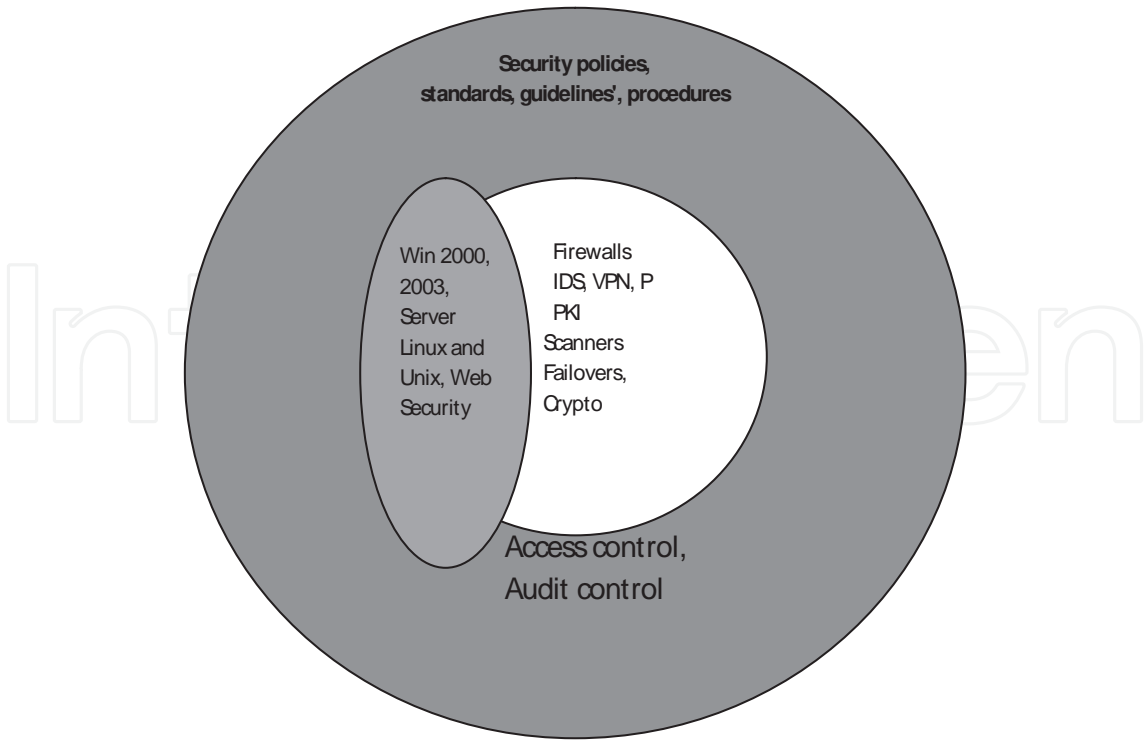 Security policies,
standards, guidelines', procedures
Win 2000,
2003,
Server
Linux and
Unix, Web
Security
Firewalls
IDS, VPN, P
PKI
Scanners
Failovers,
Crypto
Access control,
Audit control